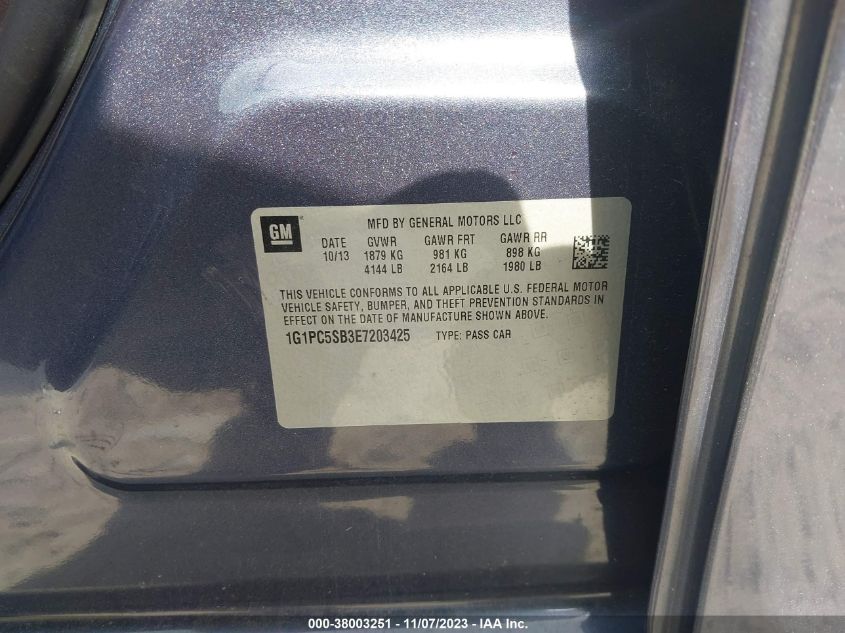 GM
MFD BY GENERAL MOTORS LLC
DATE GVWR GAWR FRT GAWR RR
10/13 1879 KG 981 KG 898 KG
4144 LB 2164 LB 1980 LB
THIS VEHICLE CONFORMS TO ALL APPLICABLE U.S. FEDERAL MOTOR
VEHICLE SAFETY, BUMPER, AND THEFT PREVENTION STANDARDS IN
EFFECT ON THE DATE OF MANUFACTURE SHOWN ABOVE.
1G1PC5SB3E7203425 TYPE: PASS CAR
000-38003251 - 11/07/2023 - IAA Inc.